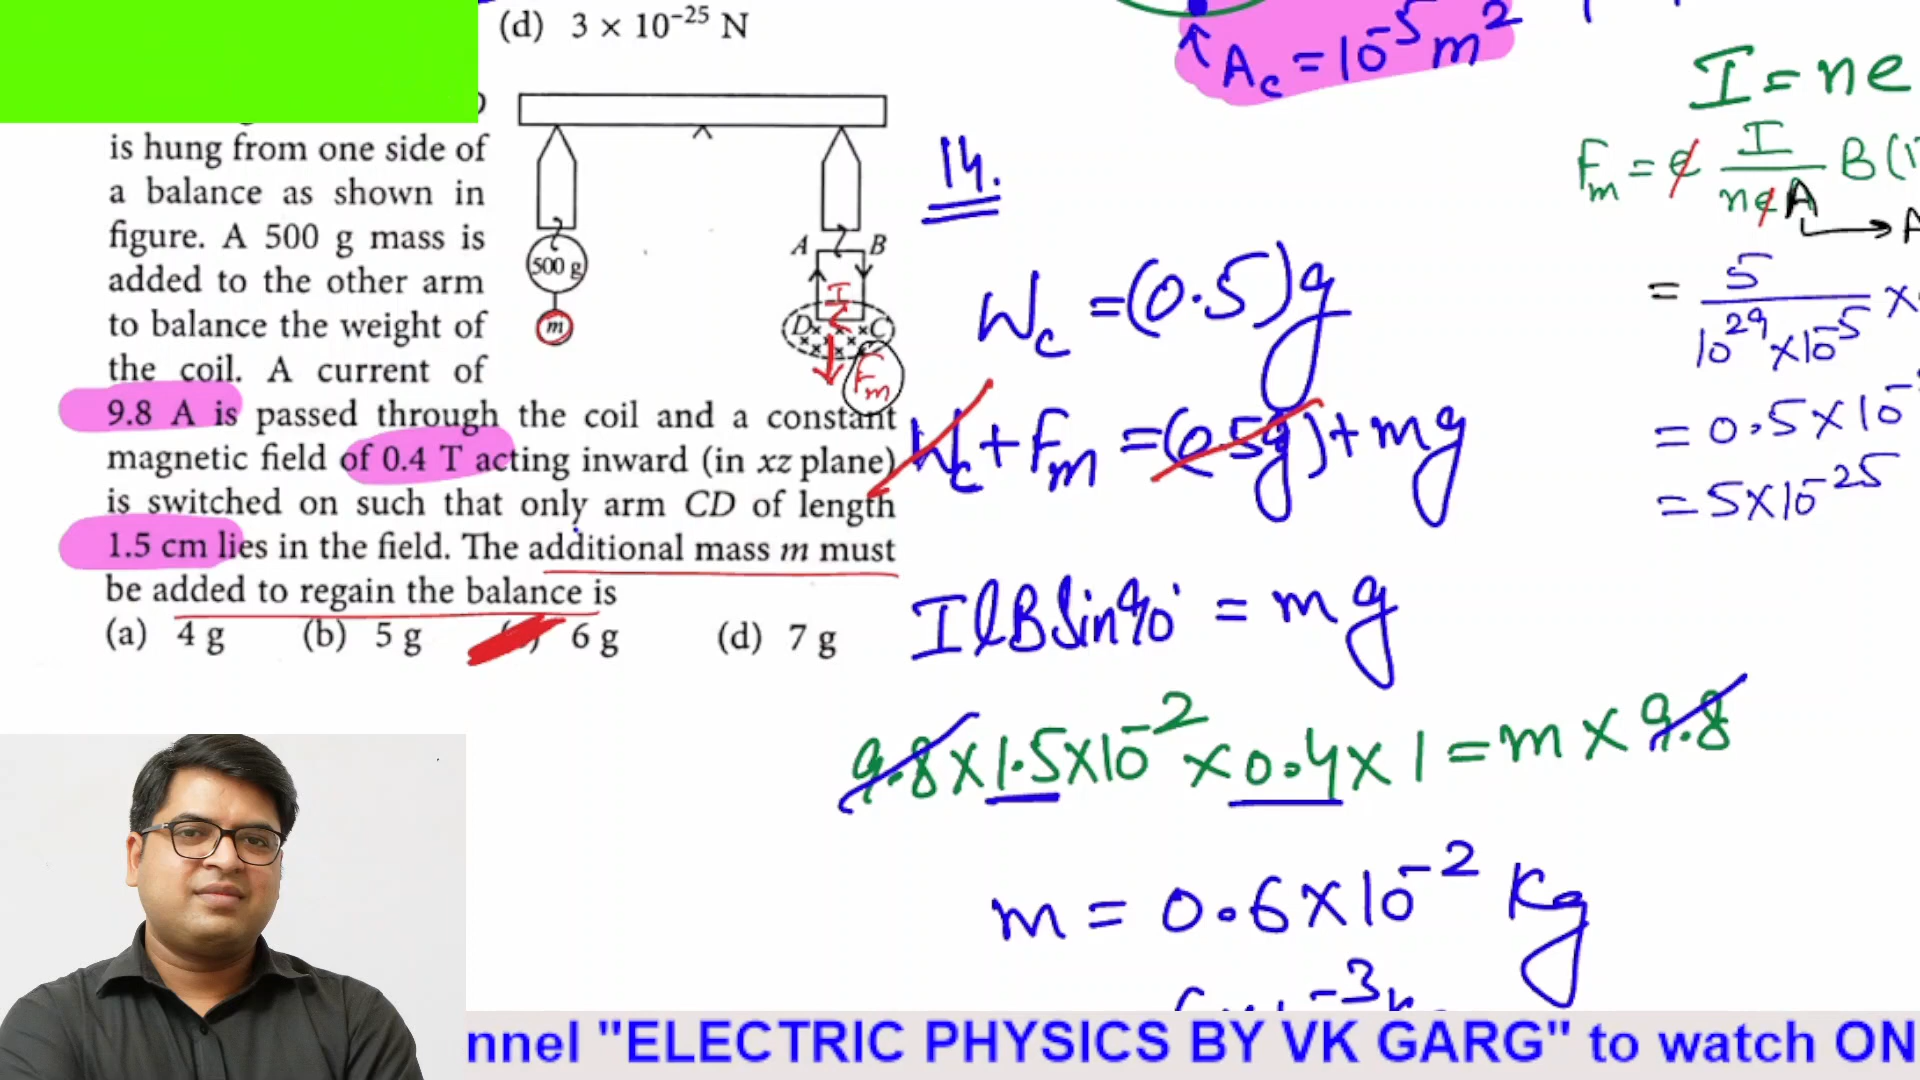 (d) 3 × 10⁻²⁵ N
is hung from one side of
a balance as shown in
figure. A 500 g mass is
added to the other arm
to balance the weight of
the coil. A current of
9.8 A is passed through the coil and a constant
magnetic field of 0.4 T acting inward (in xz plane)
is switched on such that only arm CD of length
1.5 cm lies in the field. The additional mass m must
be added to regain the balance is
(a) 4 g (b) 5 g 6 g (d) 7 g
500 g
m
A B
I
D C
Fm
Ac = 10⁻⁵ m²
14.
Wc = (0.5)g
Wc + Fm = (0.5g) + mg
IlB Sin90° = mg
9.8 × 1.5 × 10⁻² × 0.4 × 1 = m × 9.8
m = 0.6 × 10⁻² Kg
I = ne
Fm = e I/neA B(1
= 5/10²⁹ × 10⁻⁵ ×
= 0.5 × 10⁻
= 5 × 10⁻²⁵
nnel "ELECTRIC PHYSICS BY VK GARG" to watch ON